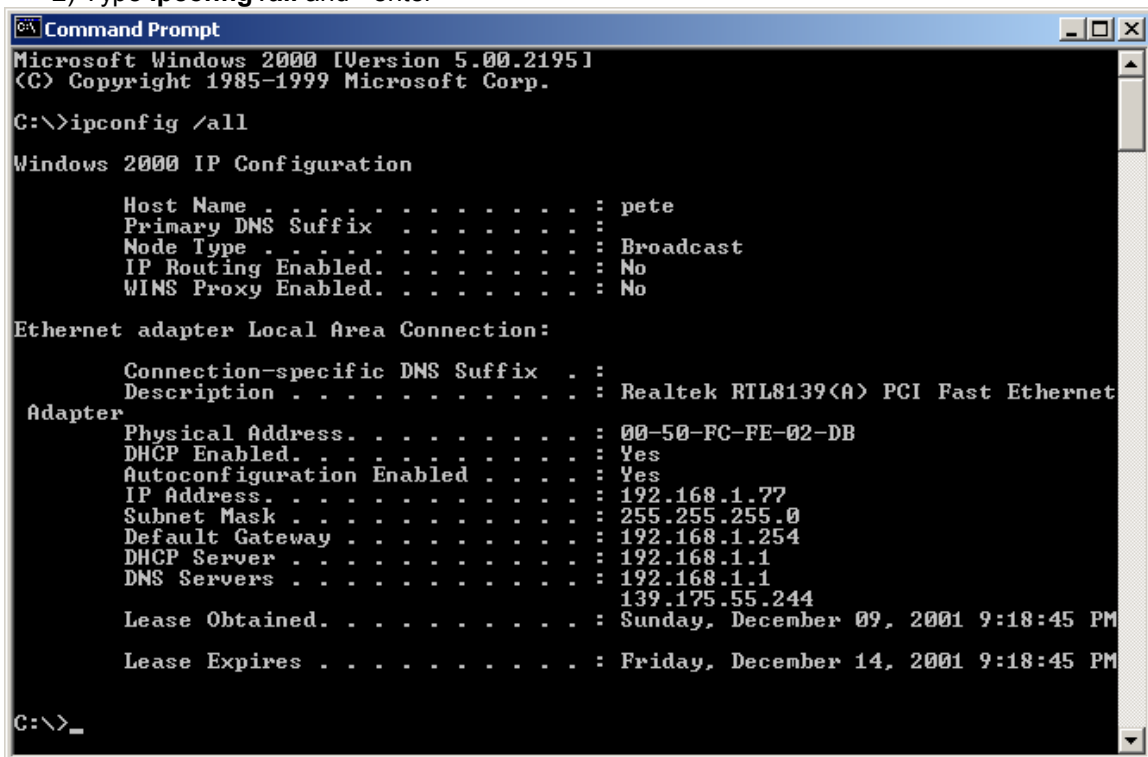 Command Prompt
Microsoft Windows 2000 [Version 5.00.2195]
(C) Copyright 1985-1999 Microsoft Corp.
C:\>ipconfig /all
Windows 2000 IP Configuration
Host Name . . . . . . . . . . . . : pete
Primary DNS Suffix . . . . . . . :
Node Type . . . . . . . . . . . . : Broadcast
IP Routing Enabled. . . . . . . . : No
WINS Proxy Enabled. . . . . . . . : No
Ethernet adapter Local Area Connection:
Connection-specific DNS Suffix . :
Description . . . . . . . . . . . : Realtek RTL8139(A) PCI Fast Ethernet
Adapter
Physical Address. . . . . . . . . : 00-50-FC-FE-02-DB
DHCP Enabled. . . . . . . . . . . : Yes
Autoconfiguration Enabled . . . . : Yes
IP Address. . . . . . . . . . . . : 192.168.1.77
Subnet Mask . . . . . . . . . . . : 255.255.255.0
Default Gateway . . . . . . . . . : 192.168.1.254
DHCP Server . . . . . . . . . . . : 192.168.1.1
DNS Servers . . . . . . . . . . . : 192.168.1.1
139.175.55.244
Lease Obtained. . . . . . . . . . : Sunday, December 09, 2001 9:18:45 PM
Lease Expires . . . . . . . . . . : Friday, December 14, 2001 9:18:45 PM
C:\>_